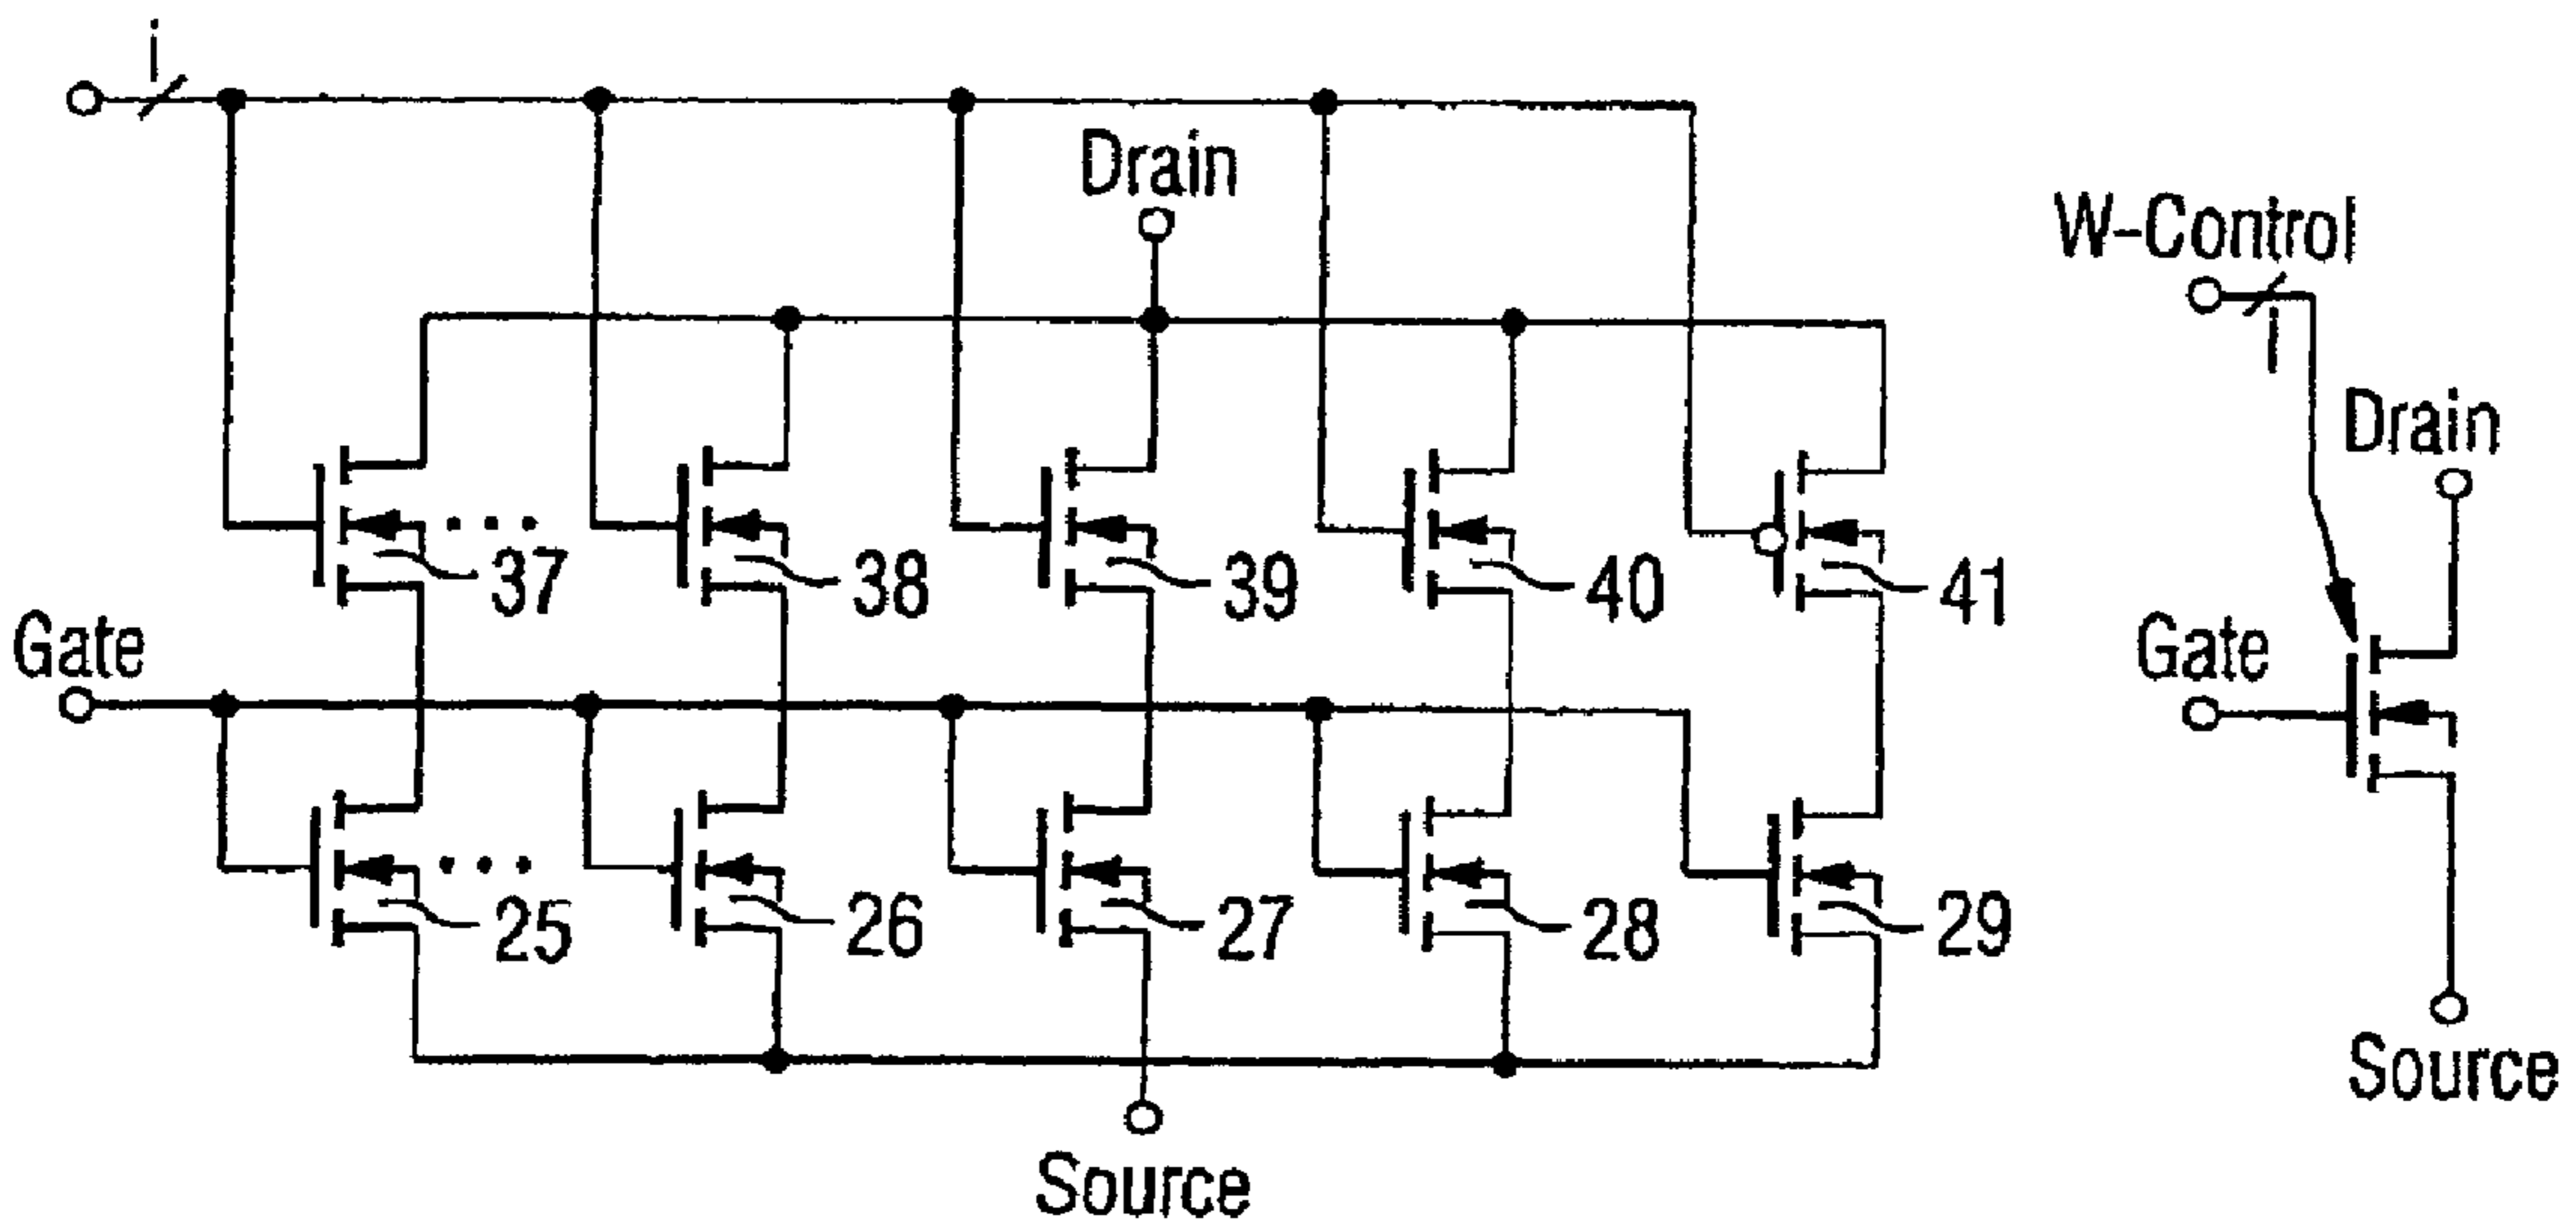 i
Drain
W-Control
i
Drain
37
38
39
40
41
Gate
Gate
25
26
27
28
29
Source
Source